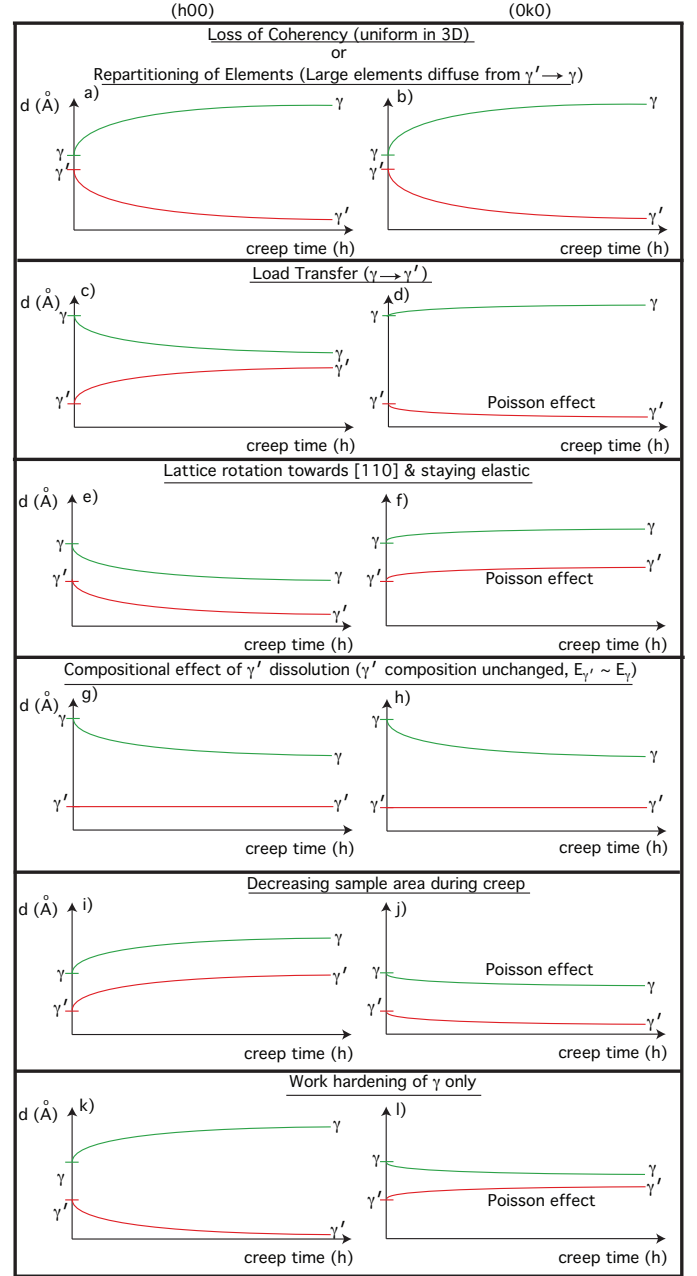 (h00) (0k0)
Loss of Coherency (uniform in 3D)
or
Repartitioning of Elements (Large elements diffuse from γ′→ γ)
d (Å) a) b)
γ γ
γ γ
γ′ γ′
γ′ γ′
creep time (h) creep time (h)
Load Transfer (γ→γ′)
d (Å) c) d)
γ γ γ
γ
γ′
γ′ γ′ Poisson effect γ′
creep time (h) creep time (h)
Lattice rotation towards [110] & staying elastic
d (Å) e) f)
γ γ γ
γ′ γ γ′ Poisson effect γ′
γ′
creep time (h) creep time (h)
Compositional effect of γ′ dissolution (γ′ composition unchanged, Eγ′ ~ Eγ)
d (Å) g) h)
γ γ
γ γ
γ′ γ′ γ′ γ′
creep time (h) creep time (h)
Decreasing sample area during creep
d (Å) i) j)
γ
γ γ′ γ Poisson effect γ
γ′ γ′ γ′
creep time (h) creep time (h)
Work hardening of γ only
d (Å) k) l)
γ
γ γ γ
γ′ γ′ Poisson effect γ′
γ′
creep time (h) creep time (h)